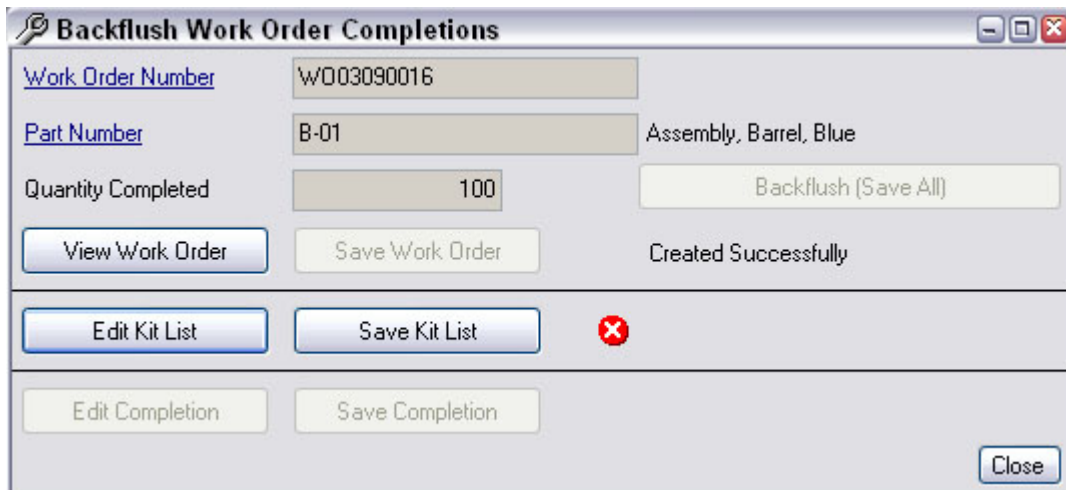 Backflush Work Order Completions
Work Order Number WO03090016
Part Number B-01 Assembly, Barrel, Blue
Quantity Completed 100 Backflush (Save All)
View Work Order Save Work Order Created Successfully
Edit Kit List Save Kit List
Edit Completion Save Completion
Close